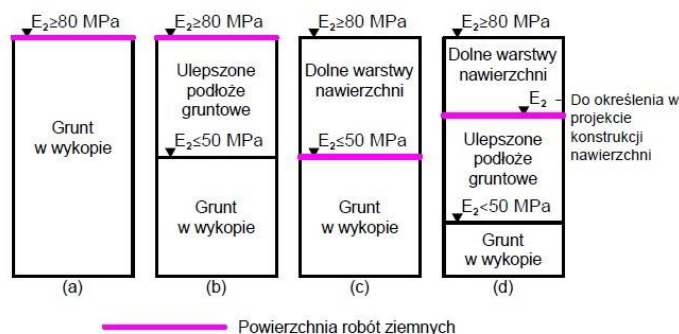 E₂≥80 MPa
Grunt
w wykopie
(a)
E₂≥80 MPa
Ulepszone
podłoże
gruntowe
E₂≤50 MPa
Grunt
w wykopie
(b)
E₂≥80 MPa
Dolne warstwy
nawierzchni
E₂≤50 MPa
Grunt
w wykopie
(c)
E₂≥80 MPa
Dolne warstwy
nawierzchni
E₂ – Do określenia w
projekcie
konstrukcji
nawierzchni
Ulepszone
podłoże
gruntowe
E₂<50 MPa
Grunt
w wykopie
(d)
Powierzchnia robót ziemnych